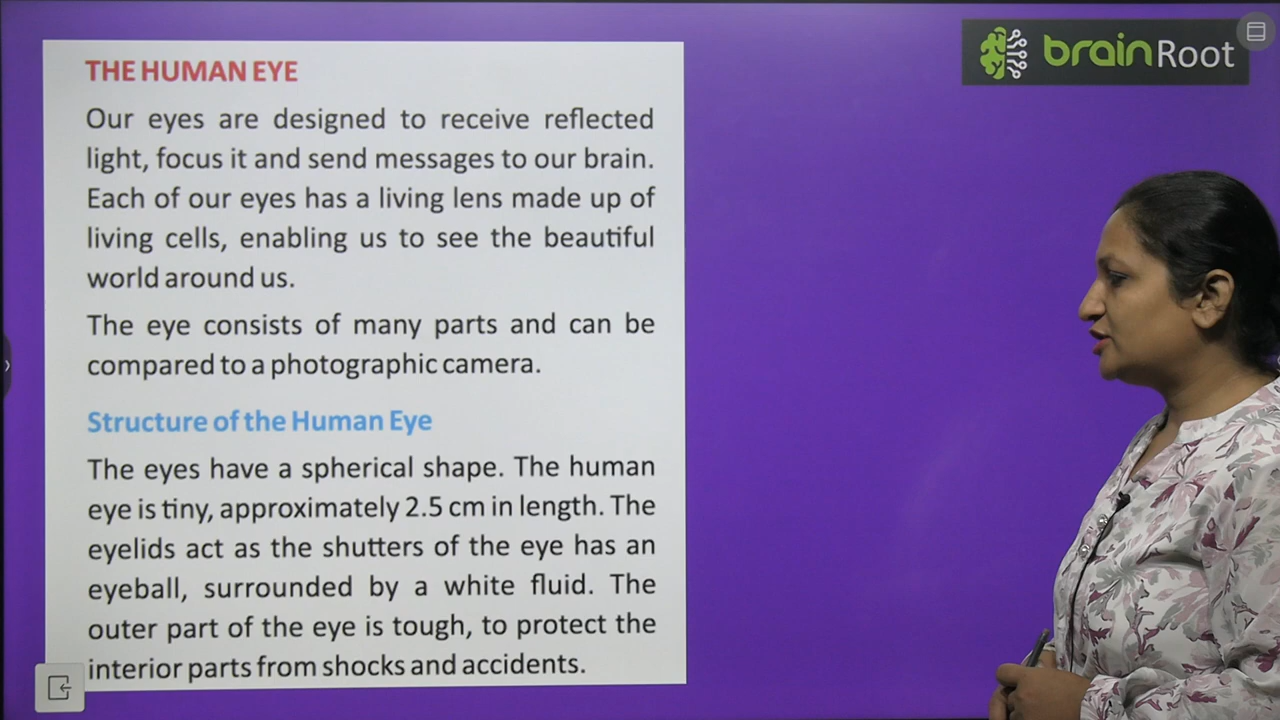 THE HUMAN EYE
Our eyes are designed to receive reflected
light, focus it and send messages to our brain.
Each of our eyes has a living lens made up of
living cells, enabling us to see the beautiful
world around us.
The eye consists of many parts and can be
compared to a photographic camera.
Structure of the Human Eye
The eyes have a spherical shape. The human
eye is tiny, approximately 2.5 cm in length. The
eyelids act as the shutters of the eye has an
eyeball, surrounded by a white fluid. The
outer part of the eye is tough, to protect the
interior parts from shocks and accidents.
brainRoot